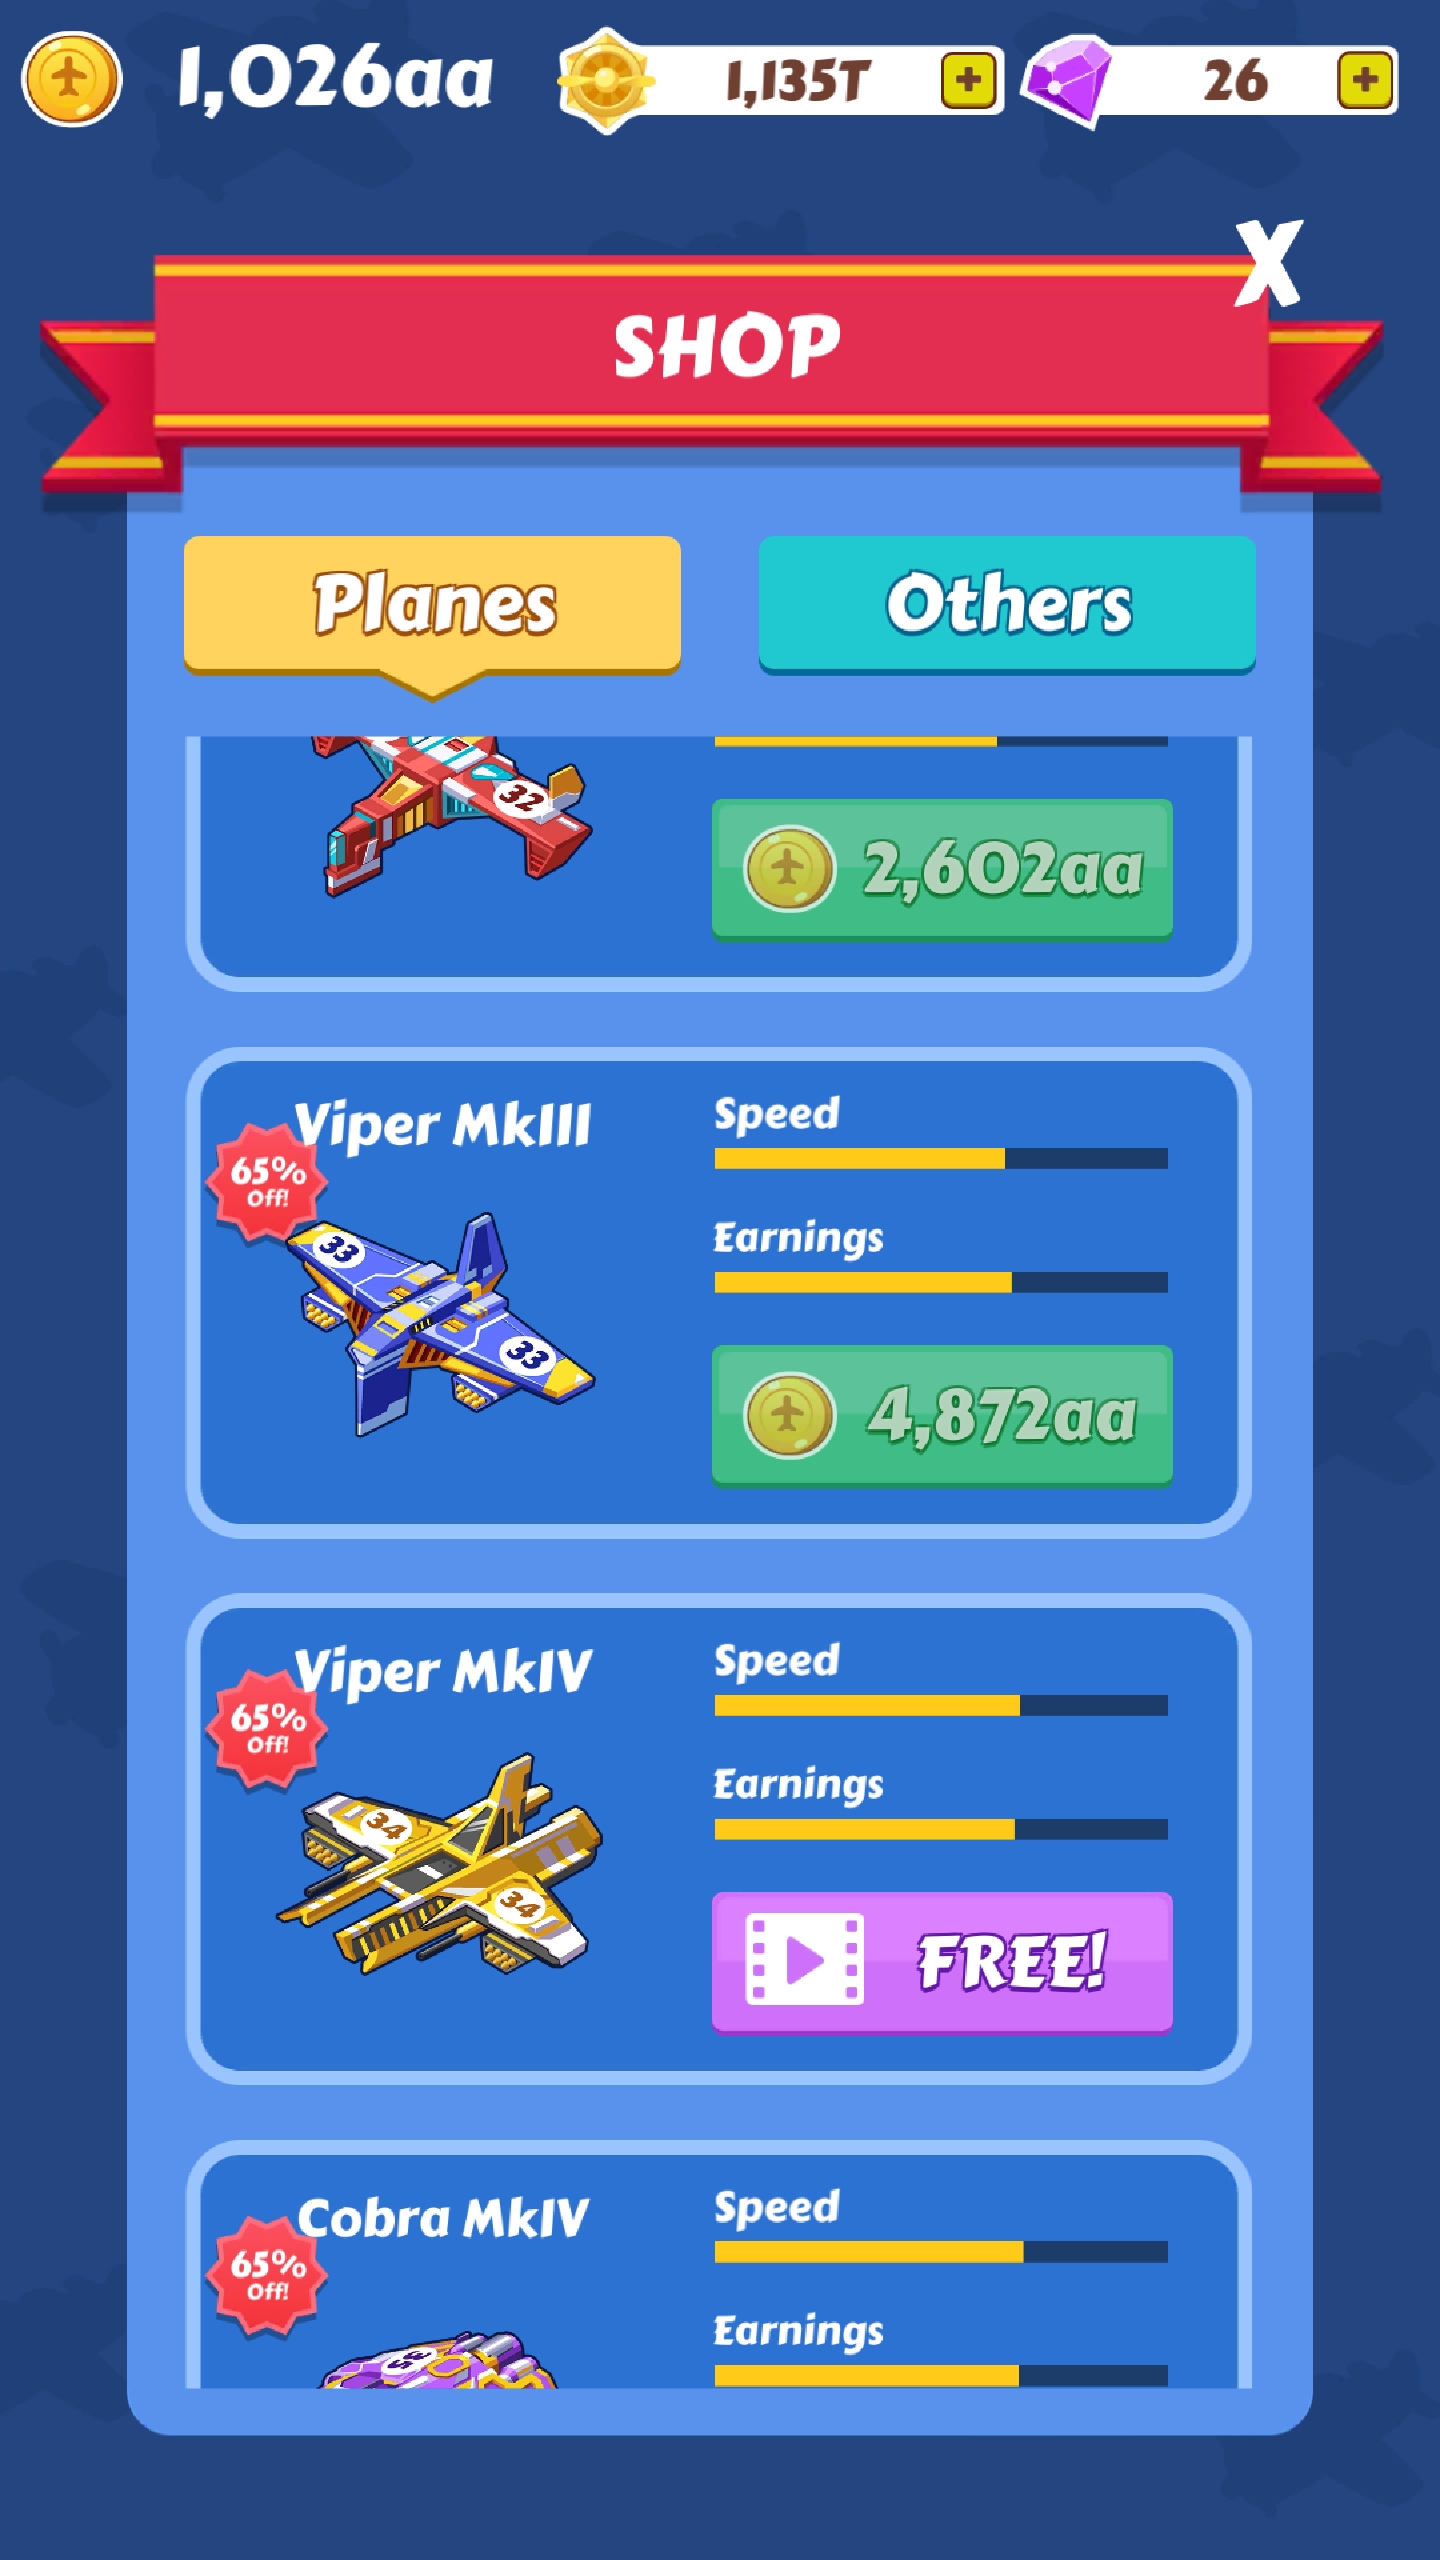 1,026aa
1,135T
26
X
SHOP
Planes
Others
32
2,602aa
Viper MkIII
65%
Off!
33
33
Speed
Earnings
4,872aa
Viper MkIV
65%
Off!
34
34
Speed
Earnings
FREE!
Cobra MkIV
65%
Off!
35
Speed
Earnings